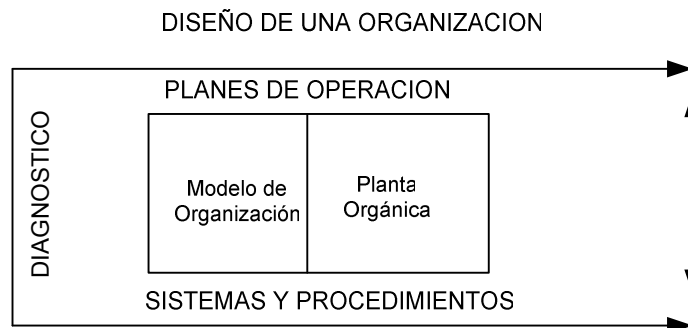 DISEÑO DE UNA ORGANIZACION
PLANES DE OPERACION
DIAGNOSTICO
Modelo de
Organización
Planta
Orgánica
SISTEMAS Y PROCEDIMIENTOS